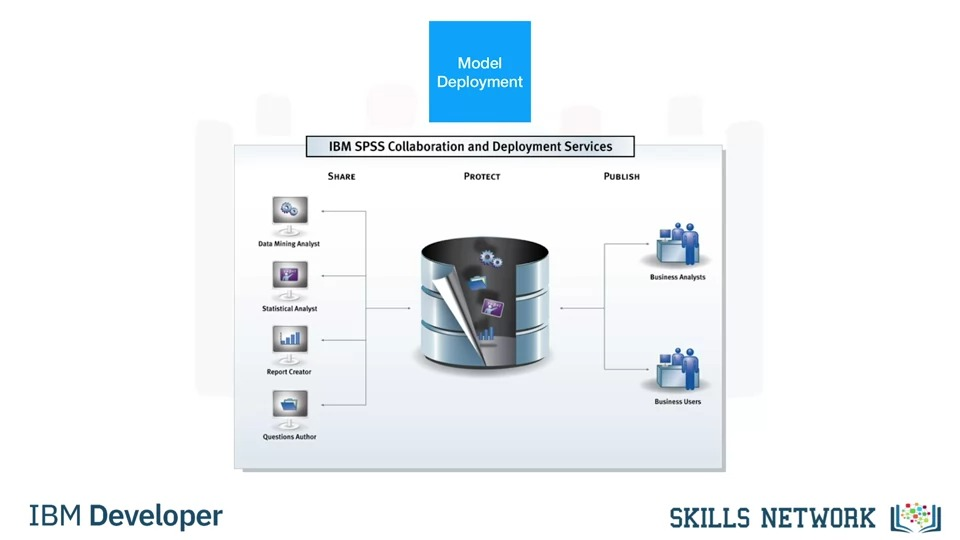 Model
Deployment
IBM SPSS Collaboration and Deployment Services
SHARE
PROTECT
PUBLISH
Data Mining Analyst
Statistical Analyst
Report Creator
Questions Author
Business Analysts
Business Users
IBM Developer
SKILLS NETWORK